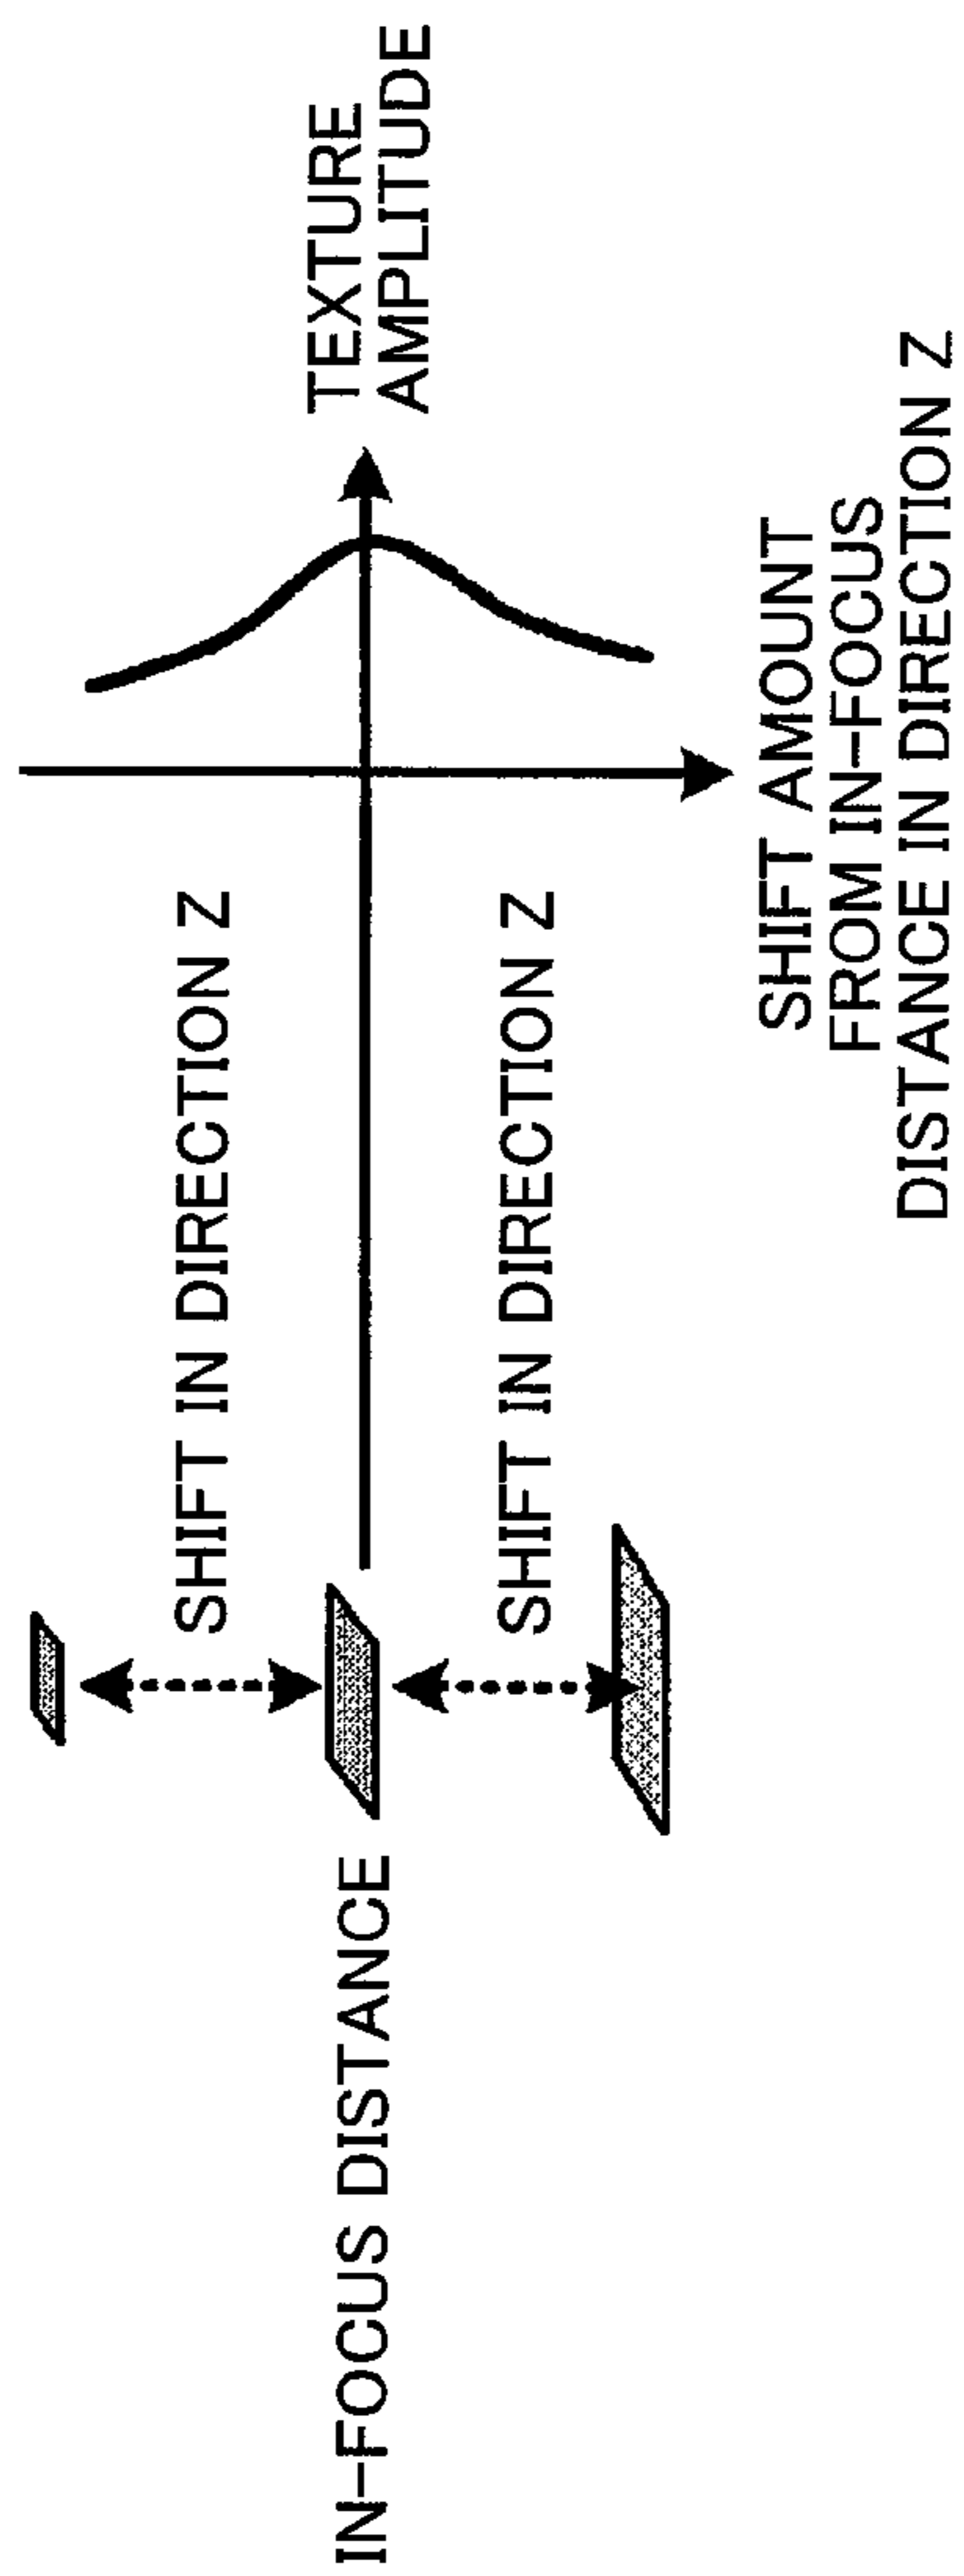 SHIFT IN DIRECTION Z
IN-FOCUS DISTANCE
TEXTURE
AMPLITUDE
SHIFT IN DIRECTION Z
SHIFT AMOUNT
FROM IN-FOCUS
DISTANCE IN DIRECTION Z